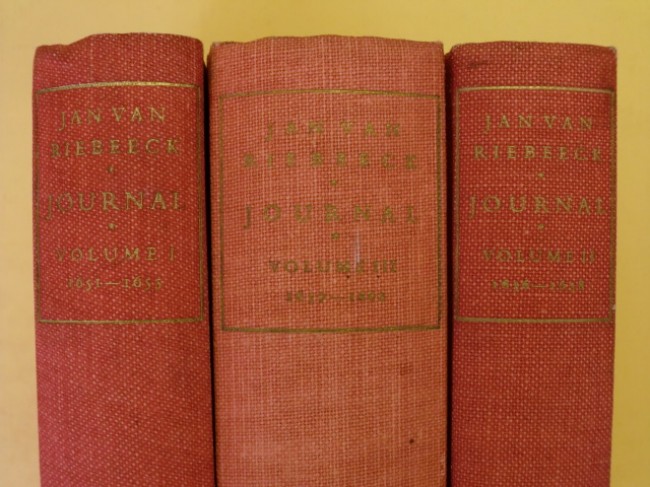 JAN VAN
RIEBEECK
JOURNAL
VOLUME I
1651—1655
JAN VAN
RIEBEECK
JOURNAL
VOLUME III
JAN VAN
RIEBEECK
JOURNAL
VOLUME II